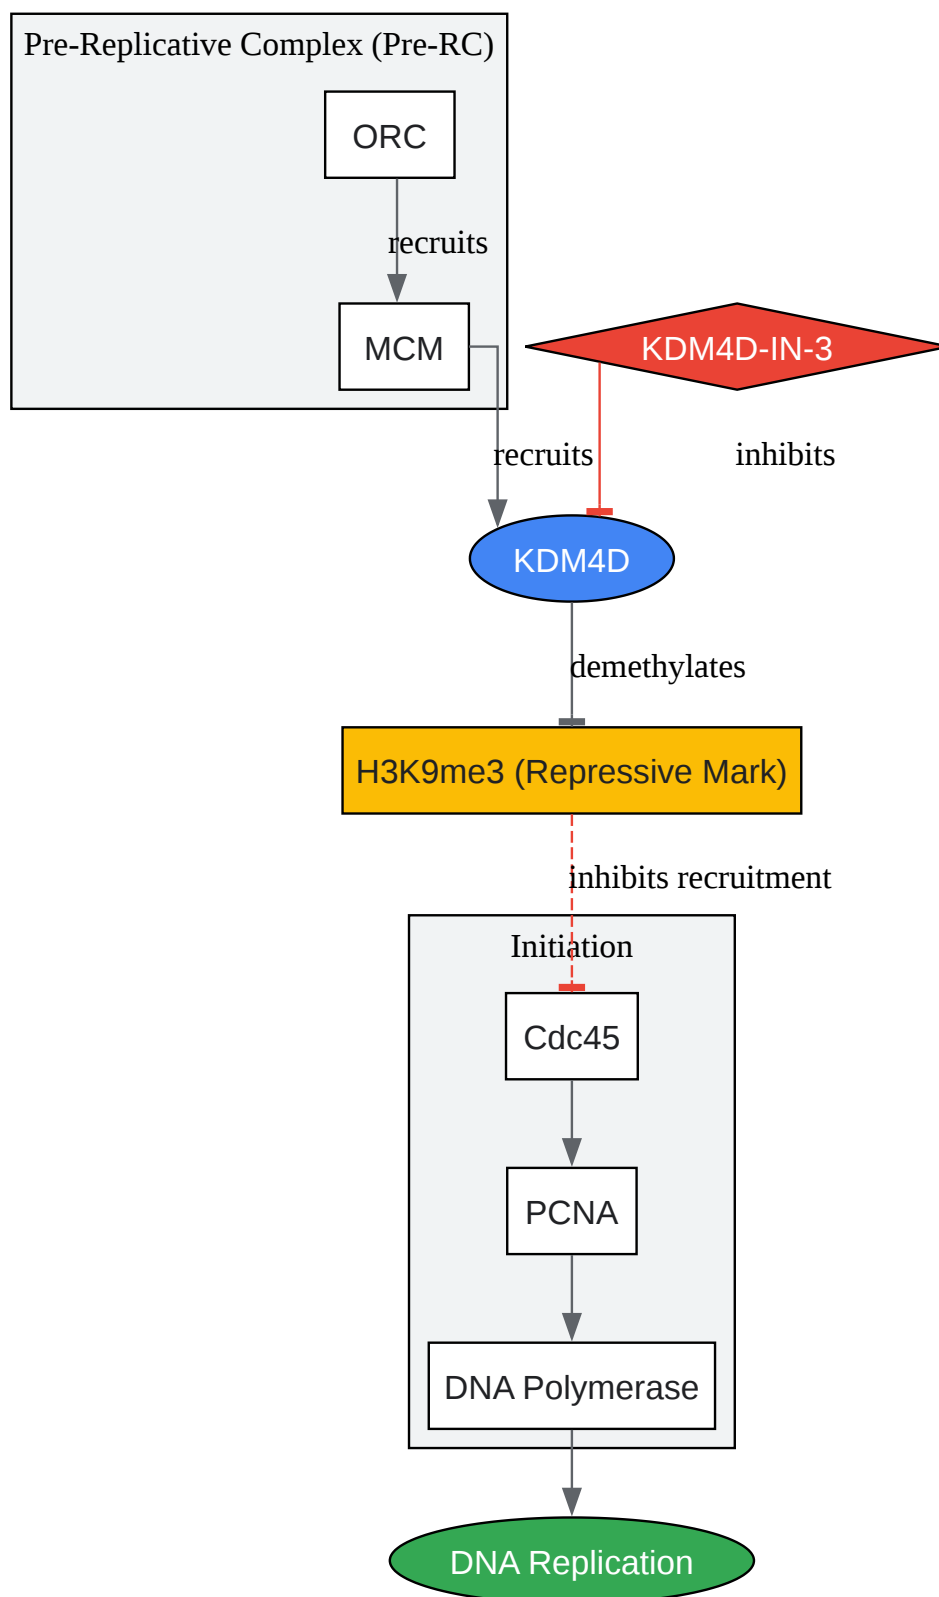 Pre-Replicative Complex (Pre-RC)
ORC
recruits
MCM
KDM4D-IN-3
recruits
inhibits
KDM4D
demethylates
H3K9me3 (Repressive Mark)
inhibits recruitment
Initiation
Cdc45
PCNA
DNA Polymerase
DNA Replication